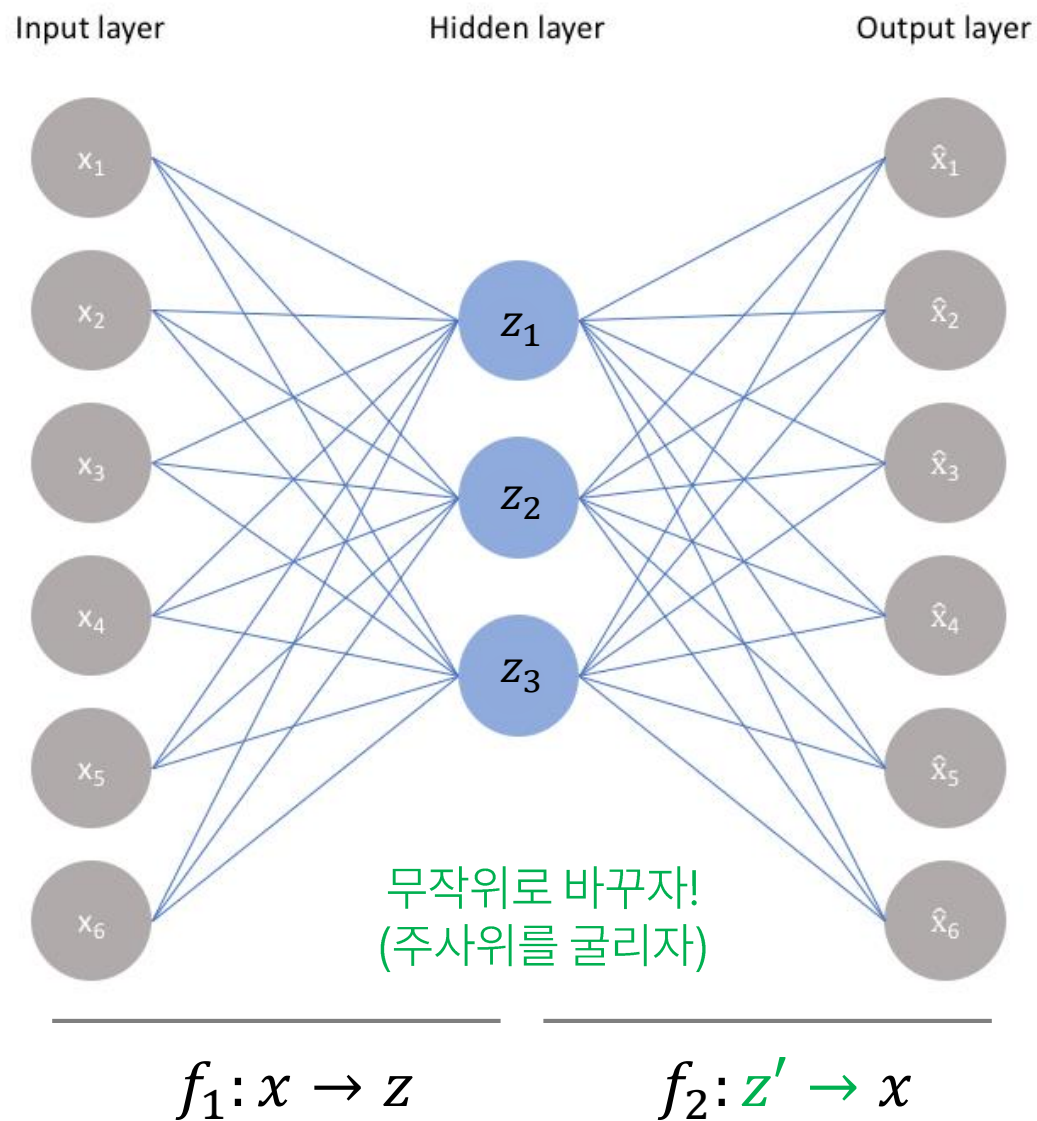 Input layer
Hidden layer
Output layer
x₁
x₂
x₃
x₄
x₅
x₆
z₁
z₂
z₃
x̂₁
x̂₂
x̂₃
x̂₄
x̂₅
x̂₆
무작위로 바꾸자!
(주사위를 굴리자)
f₁: x → z
f₂: z′ → x